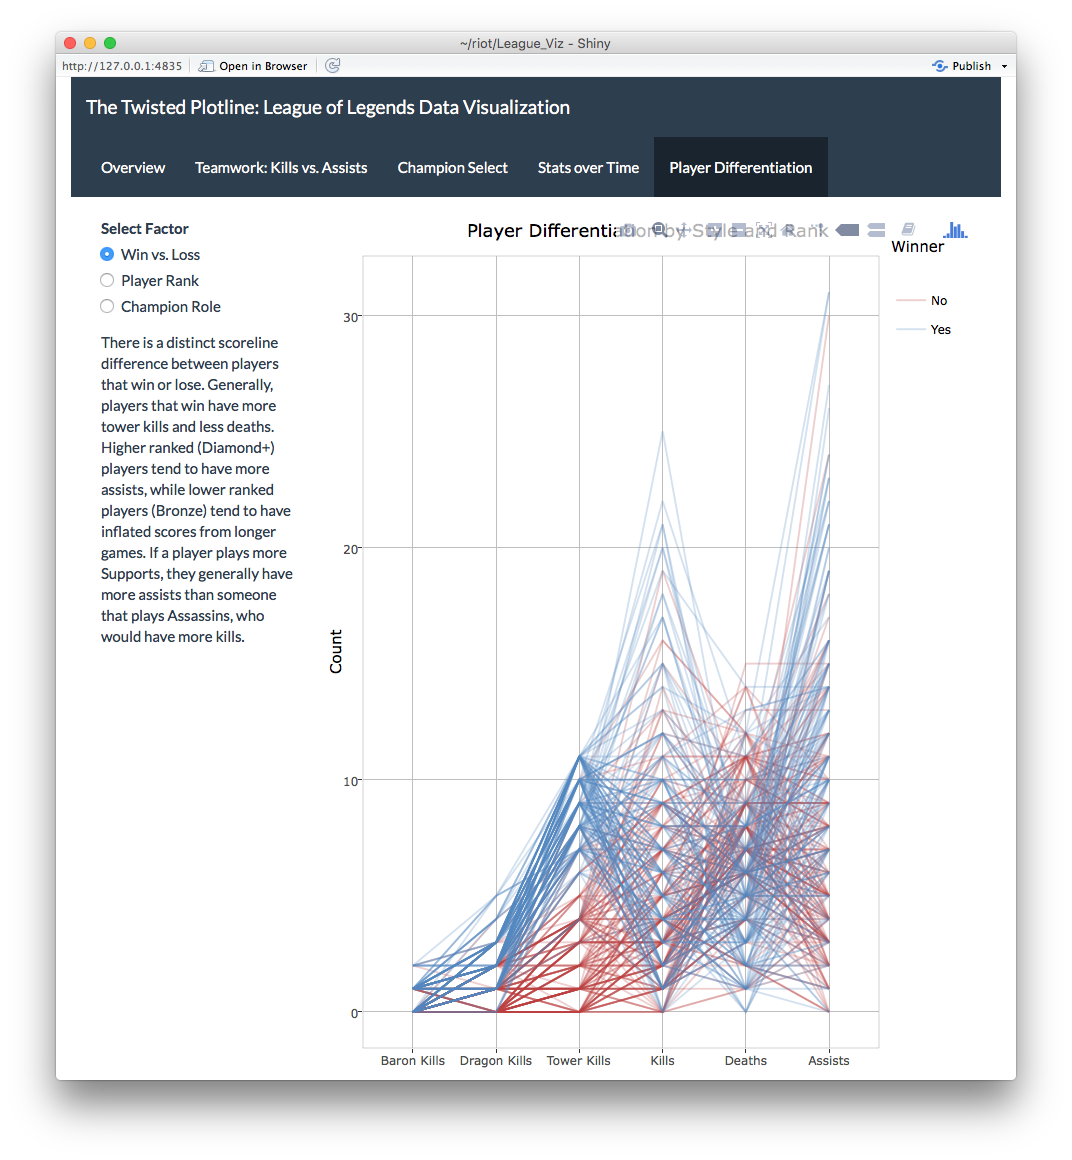 ~/riot/League_Viz - Shiny
http://127.0.0.1:4835
Open in Browser
Publish
The Twisted Plotline: League of Legends Data Visualization
Overview
Teamwork: Kills vs. Assists
Champion Select
Stats over Time
Player Differentiation
Select Factor
Win vs. Loss
Player Rank
Champion Role
There is a distinct scoreline
difference between players
that win or lose. Generally,
players that win have more
tower kills and less deaths.
Higher ranked (Diamond+)
players tend to have more
assists, while lower ranked
players (Bronze) tend to have
inflated scores from longer
games. If a player plays more
Supports, they generally have
more assists than someone
that plays Assassins, who
would have more kills.
Player Differentiation by Style and Rank
Winner
No
Yes
Count
30
20
10
0
Baron Kills
Dragon Kills
Tower Kills
Kills
Deaths
Assists